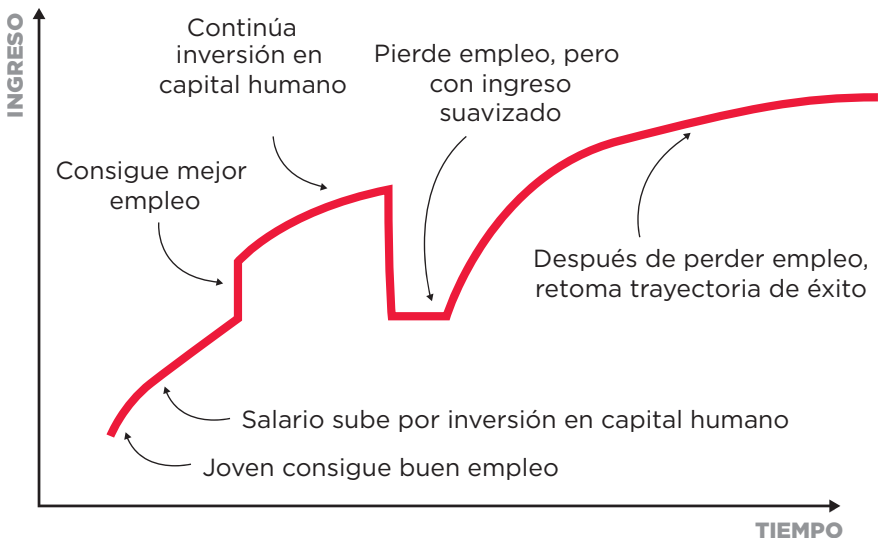 INGRESO
Continúa
inversión en
capital humano
Pierde empleo, pero
con ingreso
suavizado
Consigue mejor
empleo
Después de perder empleo,
retoma trayectoria de éxito
Salario sube por inversión en capital humano
Joven consigue buen empleo
TIEMPO